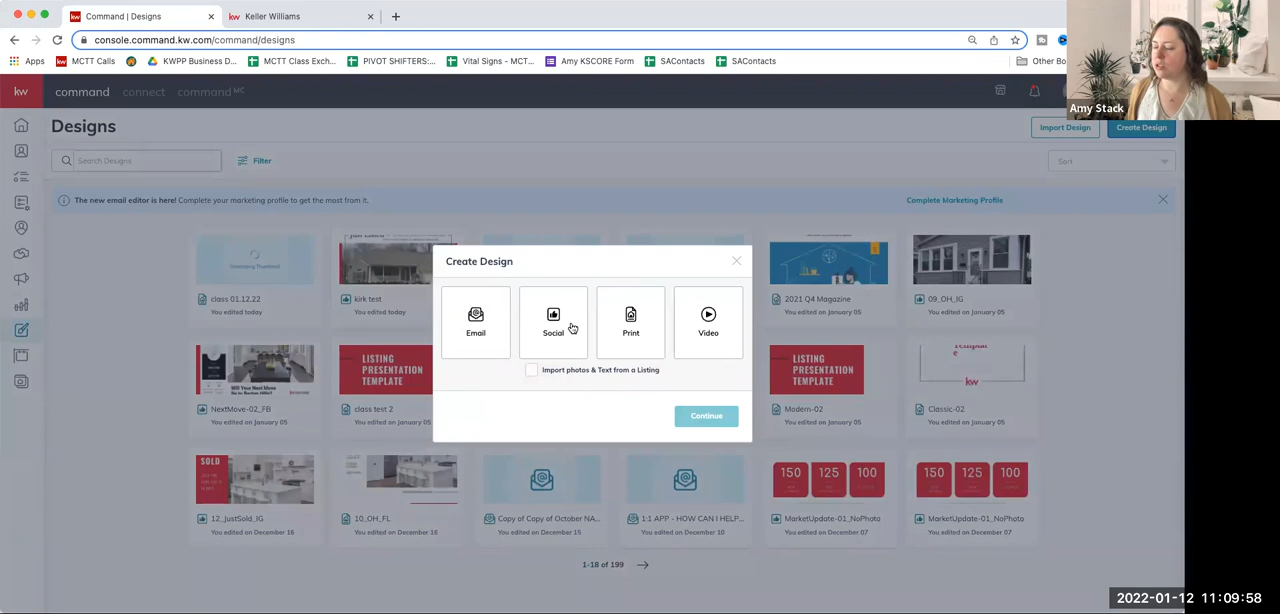 Command | Designs
kw Keller Williams
console.command.kw.com/command/designs
Apps
kw MCTT Calls
KWPP Business D...
MCTT Class Exch...
PIVOT SHIFTERS:...
Vital Signs - MCT...
Amy KSCORE Form
SAContacts
SAContacts
Other Bo
Amy Stack
kw command connect command MC
Designs
Import Design
Create Design
Search Designs
Filter
Sort
The new email editor is here! Complete your marketing profile to get the most from it.
Complete Marketing Profile
Create Design
Email
Social
Print
Video
Import photos & Text from a Listing
Continue
class 01.12.22
You edited today
kirk test
You edited today
2021 Q4 Magazine
You edited on January 05
09_OH_IG
You edited on January 05
Will Your Next Move
NextMove-02_FB
You edited on January 05
LISTING
PRESENTATION
TEMPLATE
class test 2
You edited on January 05
LISTING
PRESENTATION
TEMPLATE
Modern-02
You edited on January 05
kw
Classic-02
You edited on January 05
SOLD
12_JustSold_IG
You edited on December 16
10_OH_FL
You edited on December 16
Copy of Copy of October NA...
You edited on December 15
1:1 APP - HOW CAN I HELP...
You edited on December 10
150 125 100
MarketUpdate-01_NoPhoto
You edited on December 07
150 125 100
MarketUpdate-01_NoPhoto
You edited on December 07
1-18 of 199
2022-01-12 11:09:58